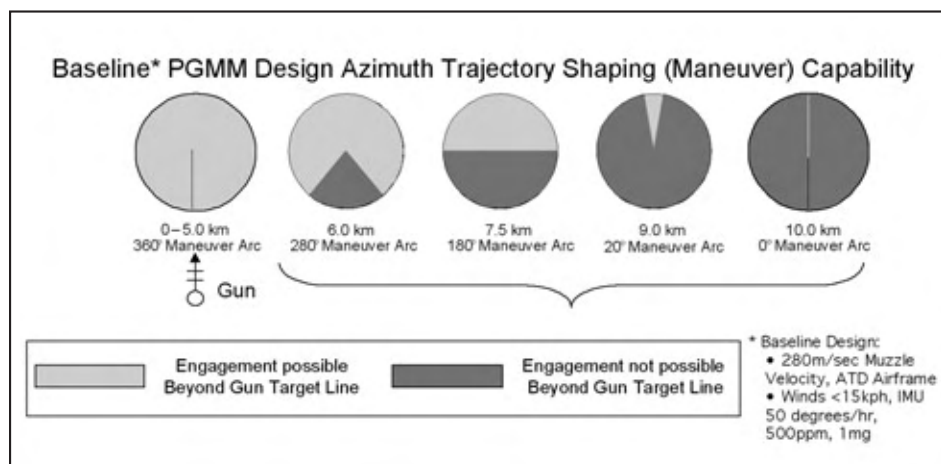 Baseline* PGMM Design Azimuth Trajectory Shaping (Maneuver) Capability
0–5.0 km
360° Maneuver Arc
6.0 km
280° Maneuver Arc
7.5 km
180° Maneuver Arc
9.0 km
20° Maneuver Arc
10.0 km
0° Maneuver Arc
Gun
Engagement possible
Beyond Gun Target Line
Engagement not possible
Beyond Gun Target Line
* Baseline Design:
• 280m/sec Muzzle
Velocity, ATD Airframe
• Winds <15kph, IMU
50 degrees/hr,
500ppm, 1mg